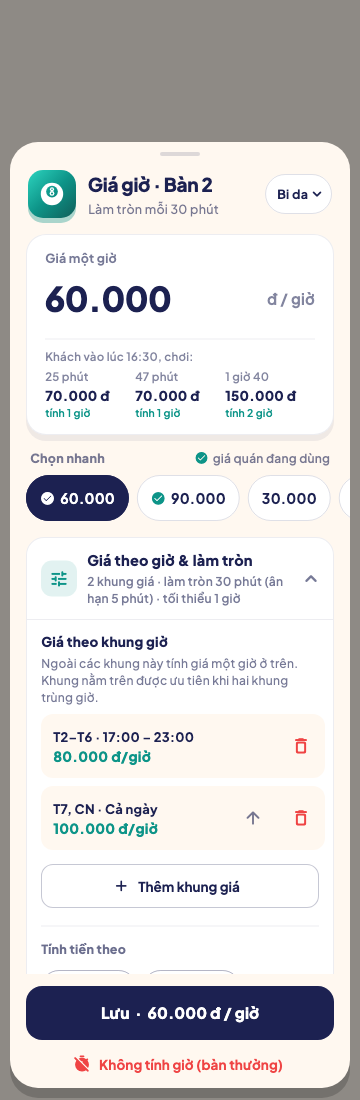 8
Giá giờ · Bàn 2
Làm tròn mỗi 30 phút
Bi da
Giá một giờ
60.000
đ / giờ
Khách vào lúc 16:30, chơi:
25 phút
47 phút
1 giờ 40
70.000 đ
70.000 đ
150.000 đ
tính 1 giờ
tính 1 giờ
tính 2 giờ
Chọn nhanh
giá quán đang dùng
60.000
90.000
30.000
Giá theo giờ & làm tròn
2 khung giá · làm tròn 30 phút (ân
hạn 5 phút) · tối thiểu 1 giờ
Giá theo khung giờ
Ngoài các khung này tính giá một giờ ở trên.
Khung nằm trên được ưu tiên khi hai khung
trùng giờ.
T2–T6 · 17:00 – 23:00
80.000 đ/giờ
T7, CN · Cả ngày
100.000 đ/giờ
Thêm khung giá
Tính tiền theo
Lưu · 60.000 đ / giờ
Không tính giờ (bàn thường)